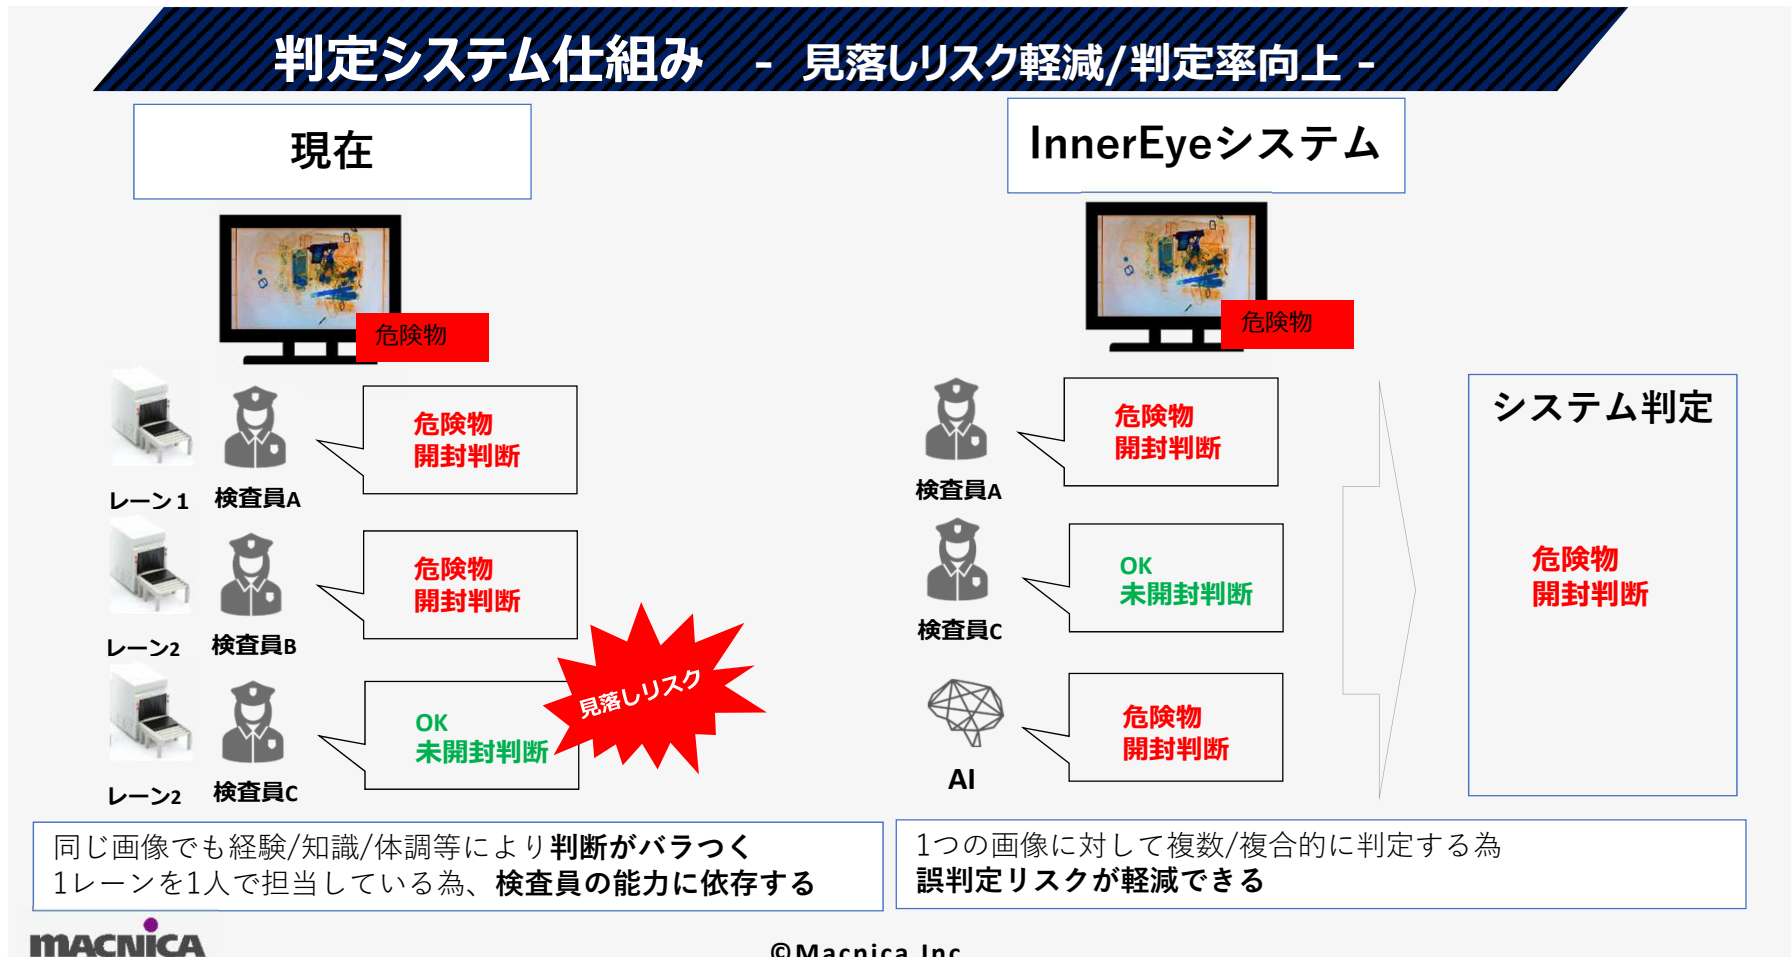 判定システム仕組み - 見落しリスク軽減/判定率向上 -
現在
危険物
レーン1
検査員A
危険物
開封判断
レーン2
検査員B
危険物
開封判断
レーン2
検査員C
OK
未開封判断
見落しリスク
同じ画像でも経験/知識/体調等により判断がバラつく
1レーンを1人で担当している為、検査員の能力に依存する
InnerEyeシステム
危険物
検査員A
危険物
開封判断
検査員C
OK
未開封判断
AI
危険物
開封判断
システム判定
危険物
開封判断
1つの画像に対して複数/複合的に判定する為
誤判定リスクが軽減できる
MACNICA
©Macnica,Inc.